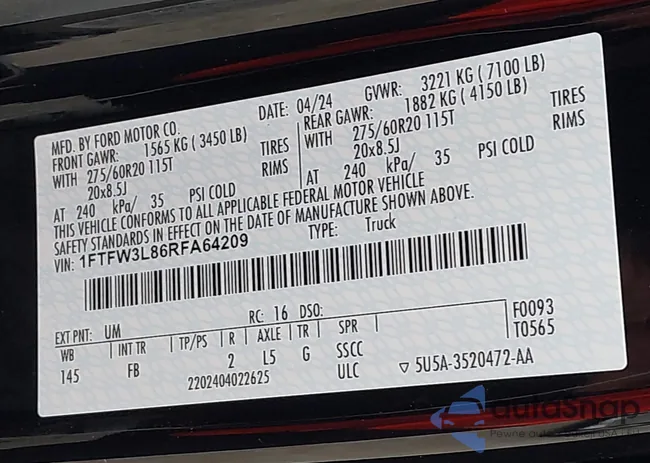 MFD. BY FORD MOTOR CO.
DATE: 04/24 GVWR: 3221 KG ( 7100 LB)
FRONT GAWR: 1565 KG ( 3450 LB) REAR GAWR: 1882 KG ( 4150 LB)
WITH 275/60R20 115T TIRES WITH 275/60R20 115T TIRES
20x8.5J RIMS 20x8.5J RIMS
AT 240 kPa/ 35 PSI COLD AT 240 kPa/ 35 PSI COLD
THIS VEHICLE CONFORMS TO ALL APPLICABLE FEDERAL MOTOR VEHICLE
SAFETY STANDARDS IN EFFECT ON THE DATE OF MANUFACTURE SHOWN ABOVE.
VIN: 1FTFW3L86RFA64209 TYPE: Truck
EXT PNT: UM RC: 16 DSO: F0093
WB INT TR TP/PS R AXLE TR SPR T0565
145 FB 2 L5 G SSCC
2202404022625 ULC ▽ 5U5A-3520472-AA
autoSnap